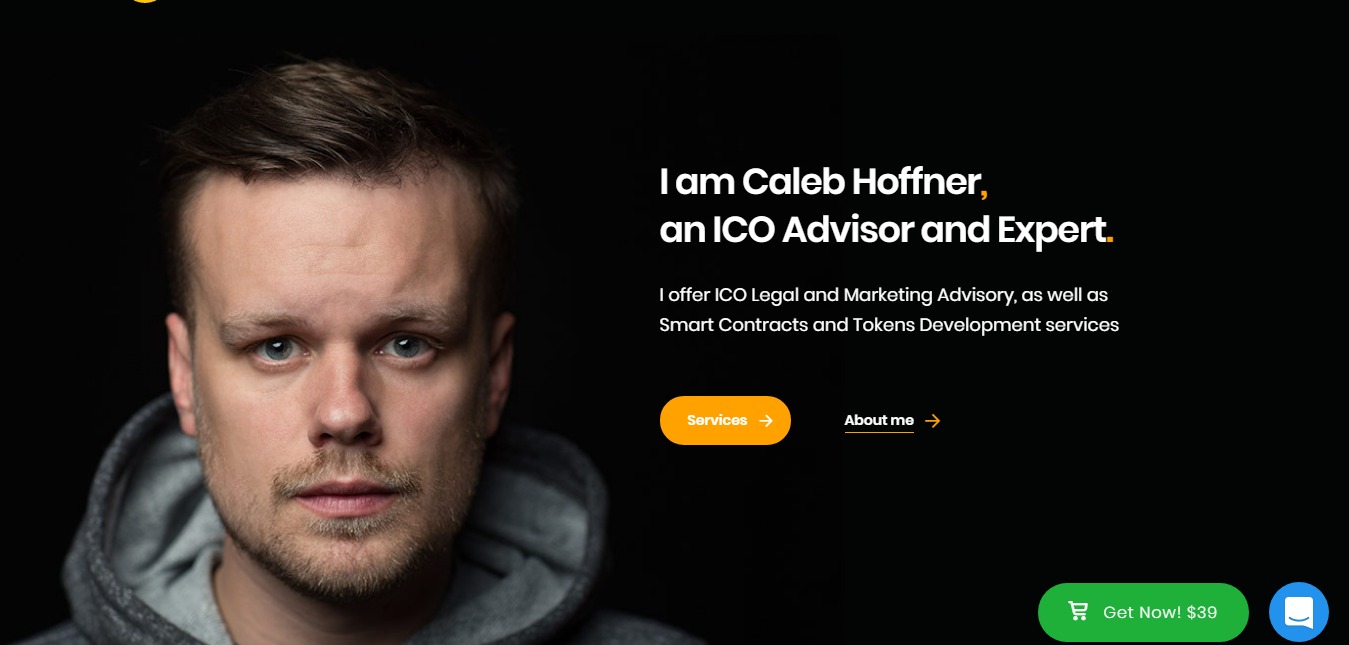 I am Caleb Hoffner,
an ICO Advisor and Expert.
I offer ICO Legal and Marketing Advisory, as well as
Smart Contracts and Tokens Development services
Services
About me
Get Now! $39